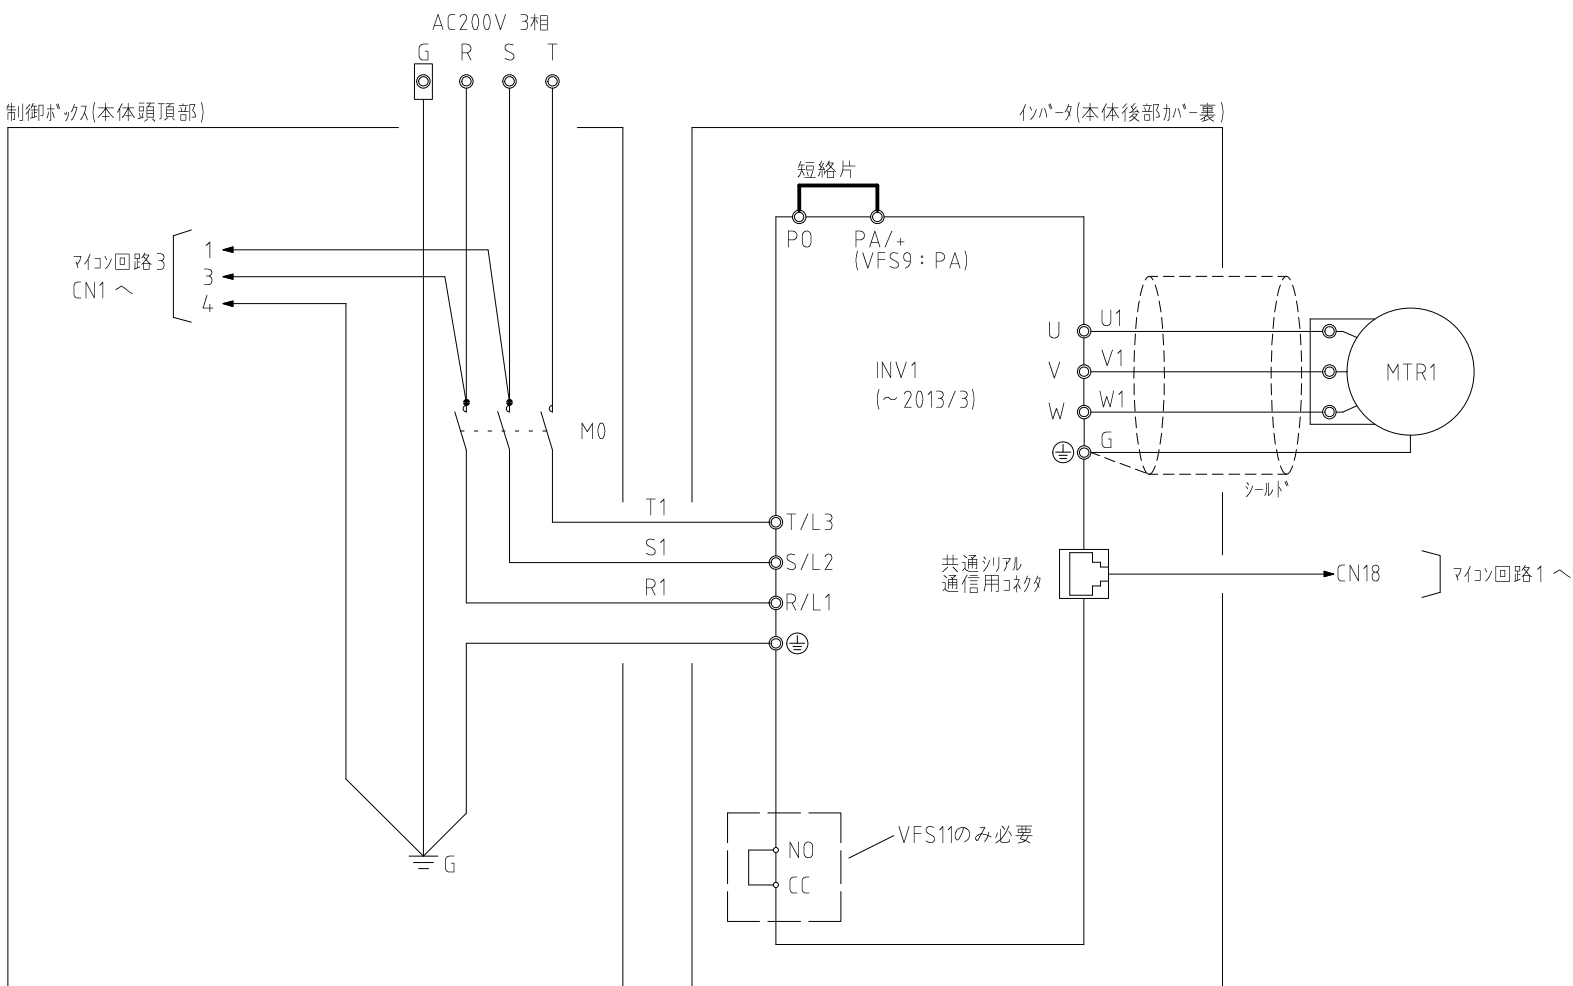 AC200V 3相
G R S T
制御ﾎﾞｯｸｽ(本体頭頂部)
ｲﾝﾊﾞｰﾀ(本体後部ｶﾊﾞｰ裏)
短絡片
PO PA/+
(VFS9：PA)
ﾏｲｺﾝ回路3
CN1 へ
1
3
4
U U1
V V1
W W1
G
INV1
(～2013/3)
MTR1
ｼｰﾙﾄﾞ
M0
T1 T/L3
S1 S/L2
R1 R/L1
共通ｼﾘｱﾙ
通信用ｺﾈｸﾀ
CN18 ﾏｲｺﾝ回路1 へ
VFS11のみ必要
NO
CC
G